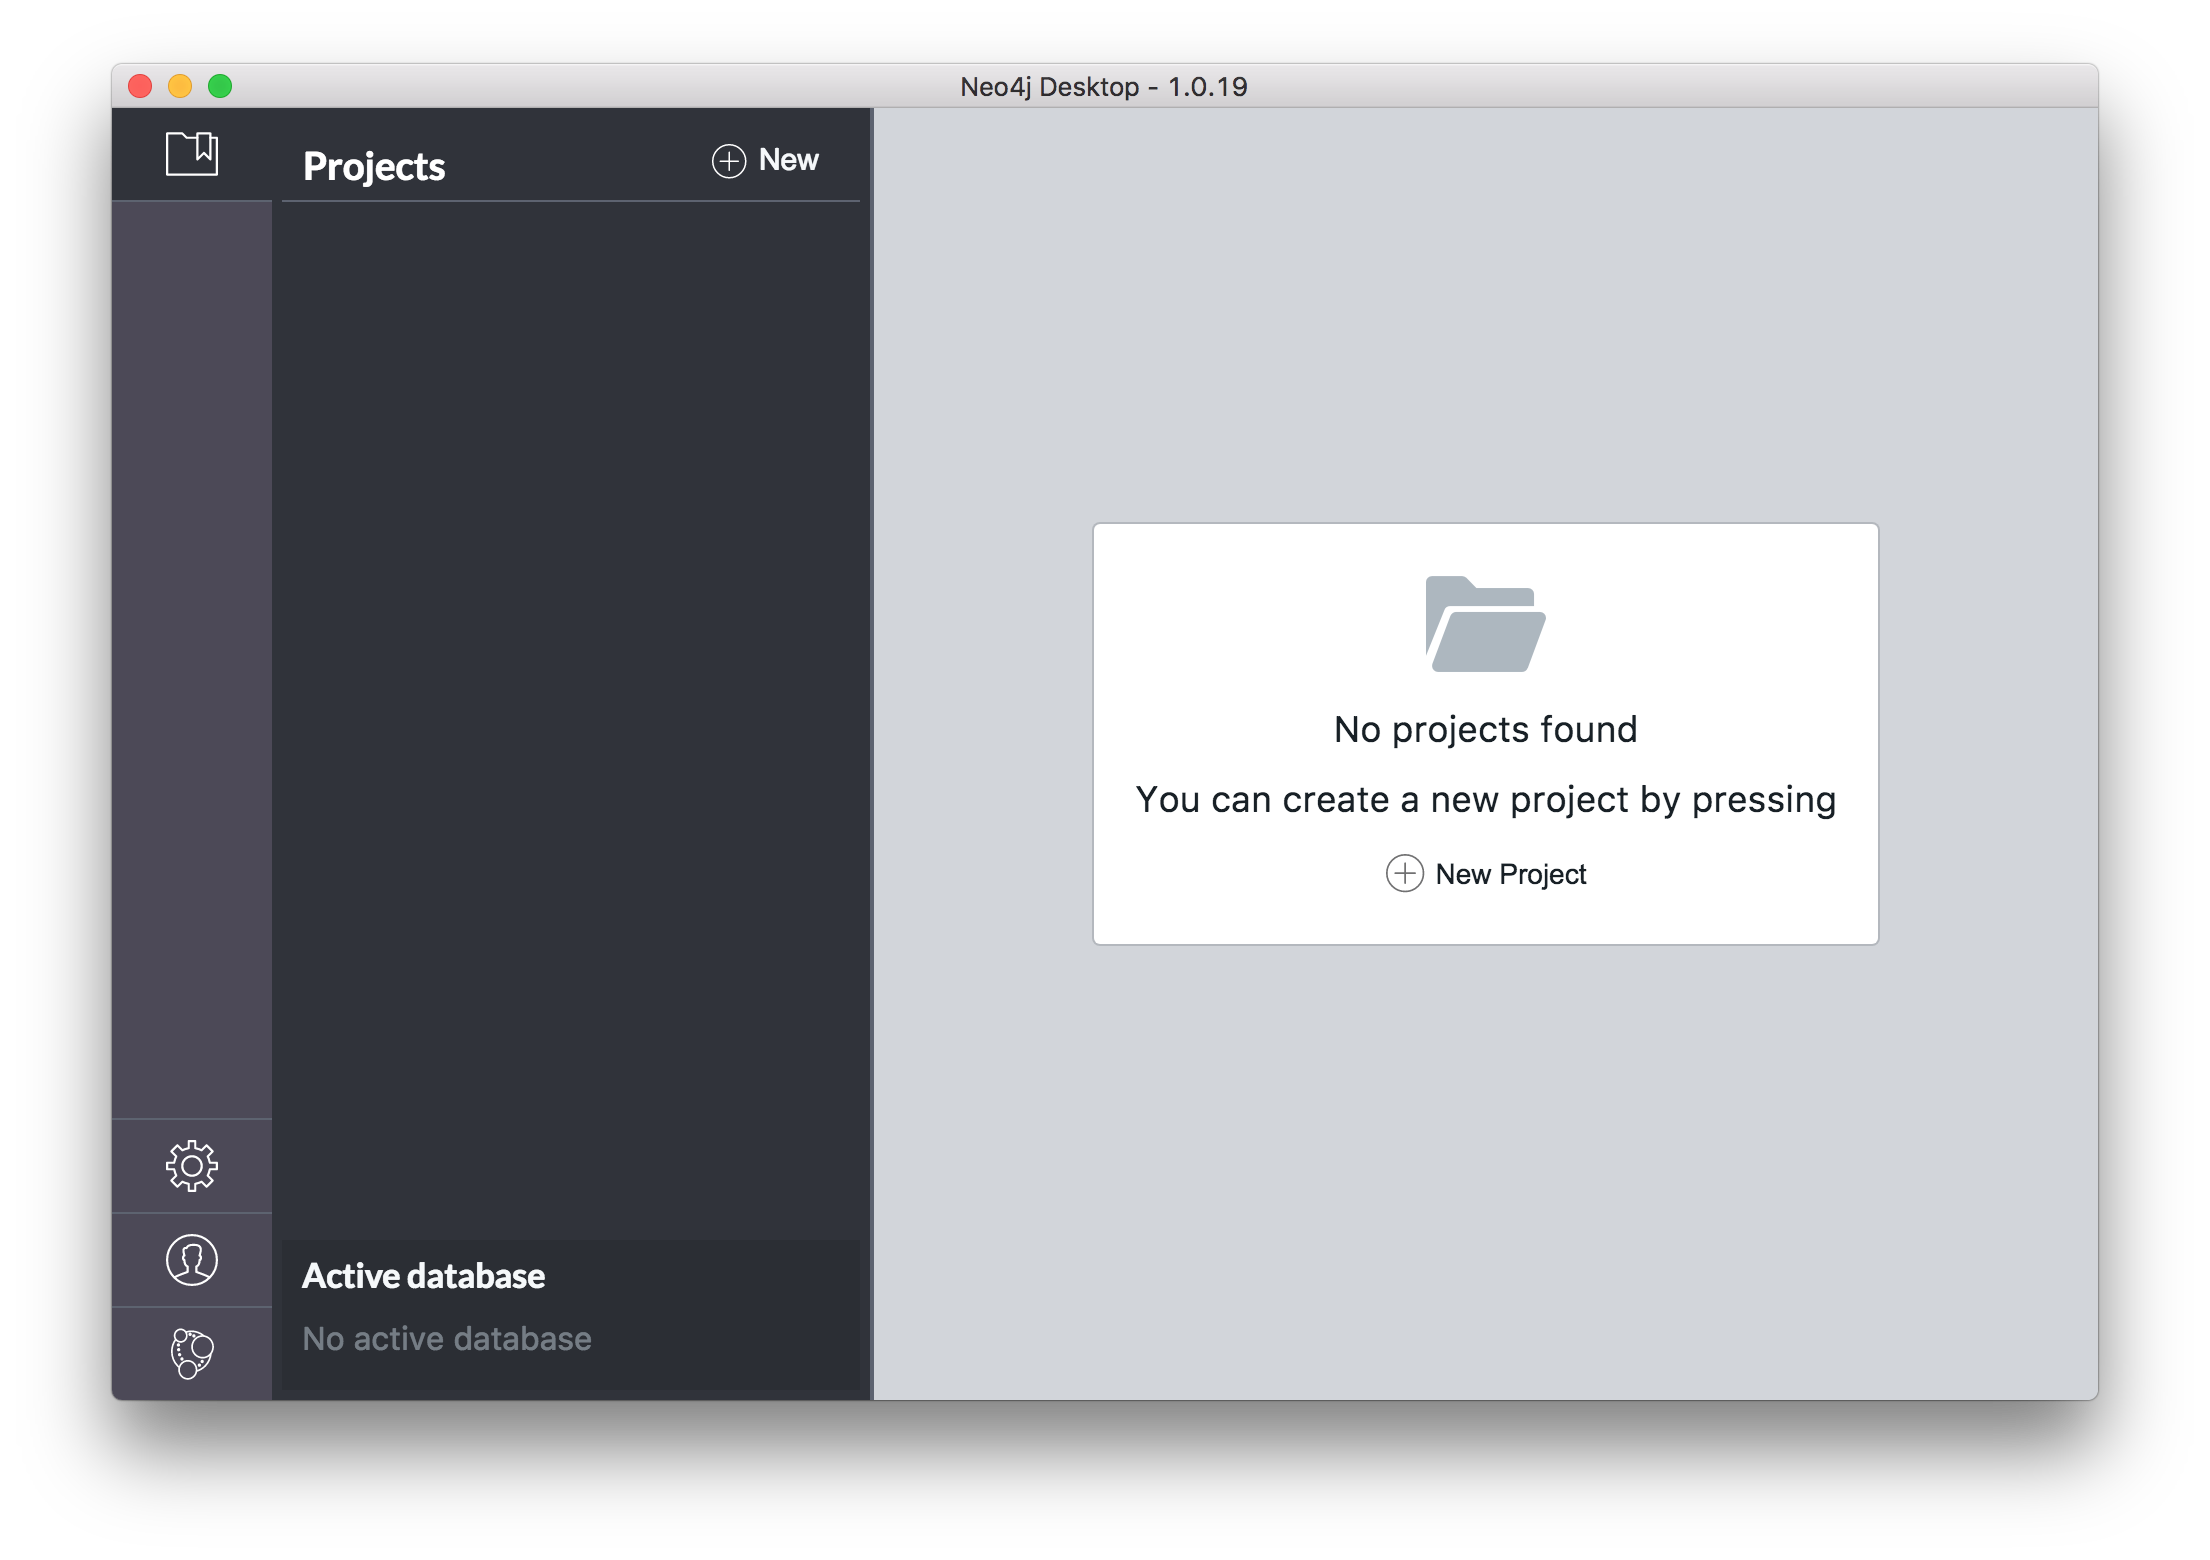 Neo4j Desktop - 1.0.19
Projects
New
No projects found
You can create a new project by pressing
New Project
Active database
No active database